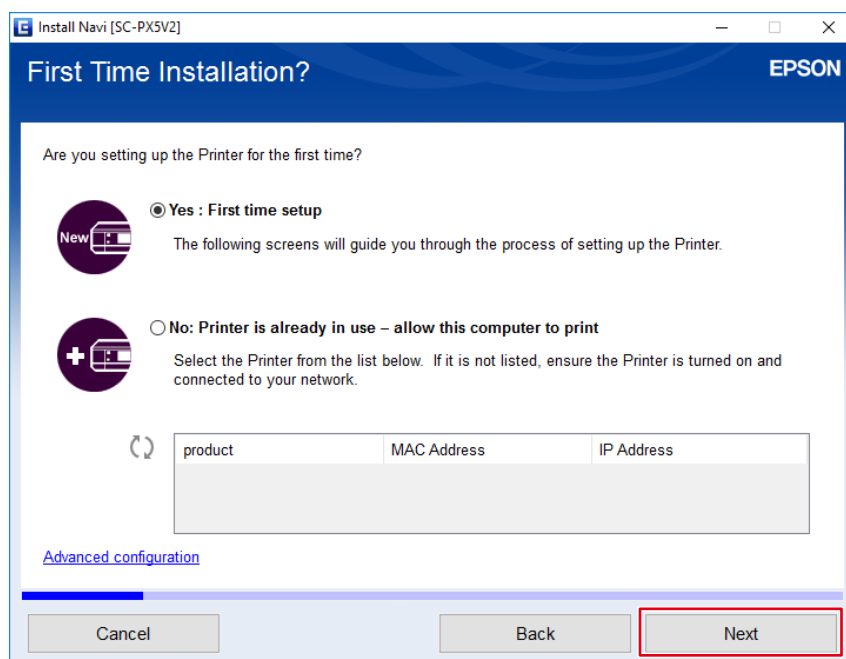 Install Navi [SC-PX5V2]
First Time Installation?
EPSON
Are you setting up the Printer for the first time?
New
Yes : First time setup
The following screens will guide you through the process of setting up the Printer.
No: Printer is already in use – allow this computer to print
Select the Printer from the list below. If it is not listed, ensure the Printer is turned on and
connected to your network.
product MAC Address IP Address
Advanced configuration
Cancel Back Next